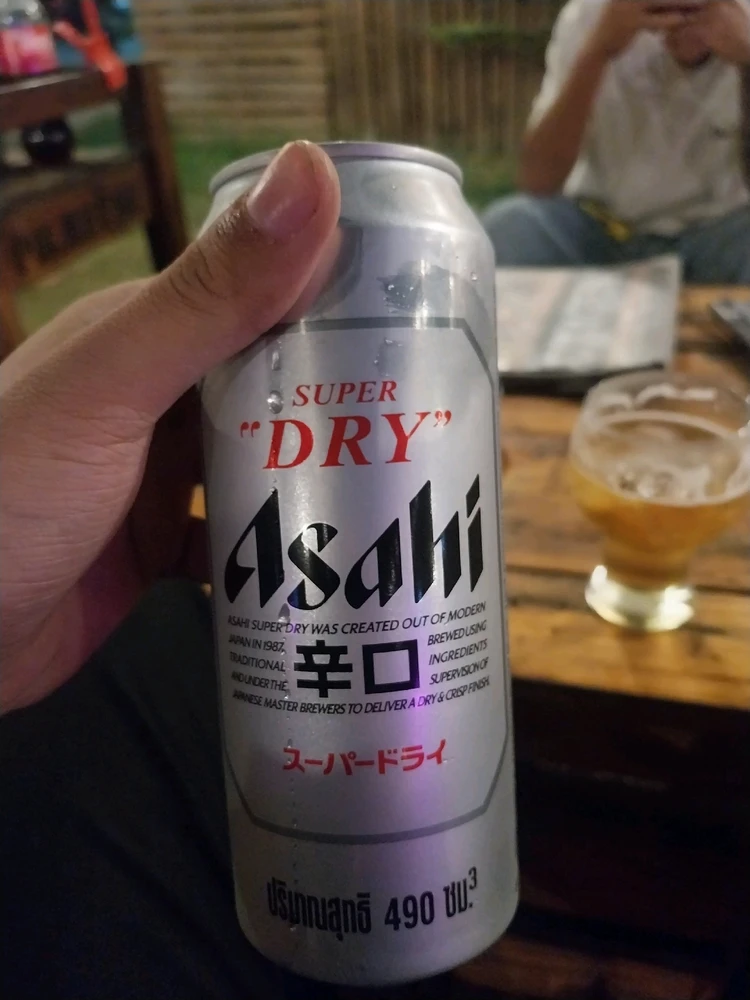 SUPER
"DRY"
Asahi
ASAHI SUPER DRY WAS CREATED OUT OF MODERN
JAPAN IN 1987, BREWED USING
TRADITIONAL 辛口 INGREDIENTS
AND UNDER THE SUPERVISION OF
JAPANESE MASTER BREWERS TO DELIVER A DRY & CRISP FINISH.
スーパードライ
ปริมาณสุทธิ 490 ซม.³